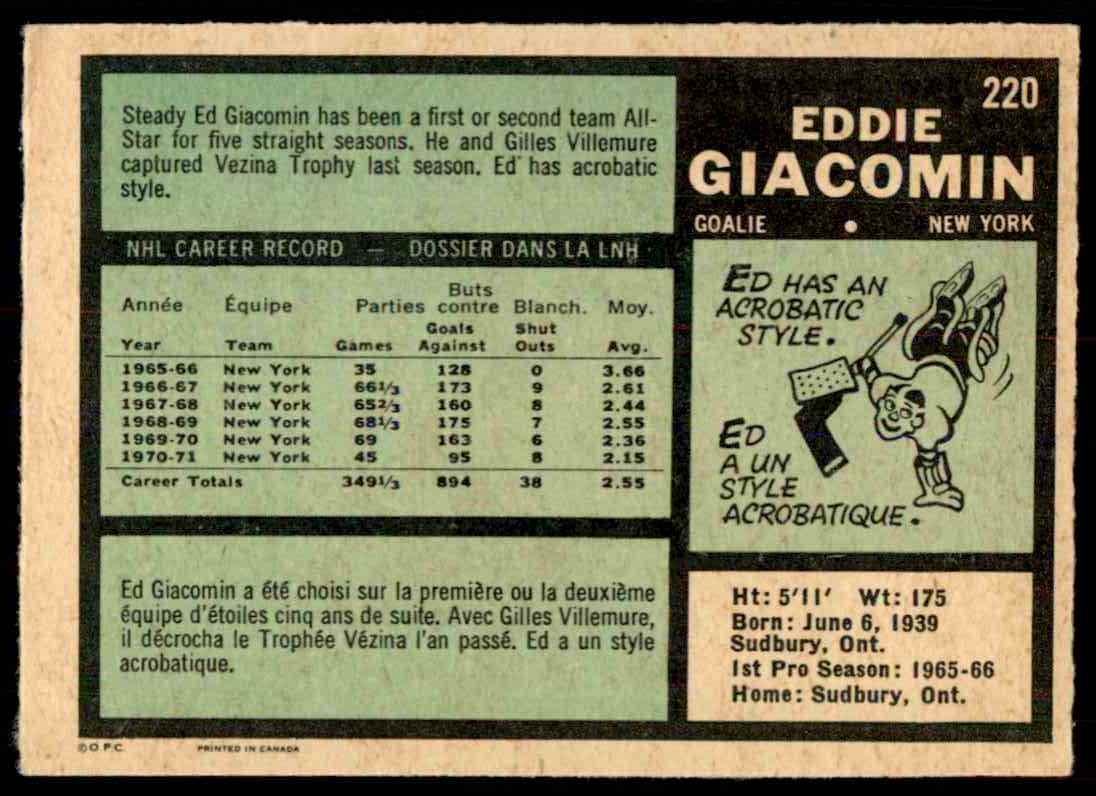 220
EDDIE
GIACOMIN
GOALIE • NEW YORK
Steady Ed Giacomin has been a first or second team All-
Star for five straight seasons. He and Gilles Villemure
captured Vezina Trophy last season. Ed has acrobatic
style.
NHL CAREER RECORD — DOSSIER DANS LA LNH
Buts
Année Équipe Parties contre Blanch. Moy.
Goals Shut
Year Team Games Against Outs Avg.
1965-66 New York 35 128 0 3.66
1966-67 New York 661/3 173 9 2.61
1967-68 New York 652/3 160 8 2.44
1968-69 New York 681/3 175 7 2.55
1969-70 New York 69 163 6 2.36
1970-71 New York 45 95 8 2.15
Career Totals 3491/3 894 38 2.55
Ed Giacomin a été choisi sur la première ou la deuxième
équipe d'étoiles cinq ans de suite. Avec Gilles Villemure,
il décrocha le Trophée Vézina l'an passé. Ed a un style
acrobatique.
ED HAS AN
ACROBATIC
STYLE.
ED
A UN
STYLE
ACROBATIQUE.
Ht: 5'11' Wt: 175
Born: June 6, 1939
Sudbury, Ont.
1st Pro Season: 1965-66
Home: Sudbury, Ont.
©O.P.C. PRINTED IN CANADA